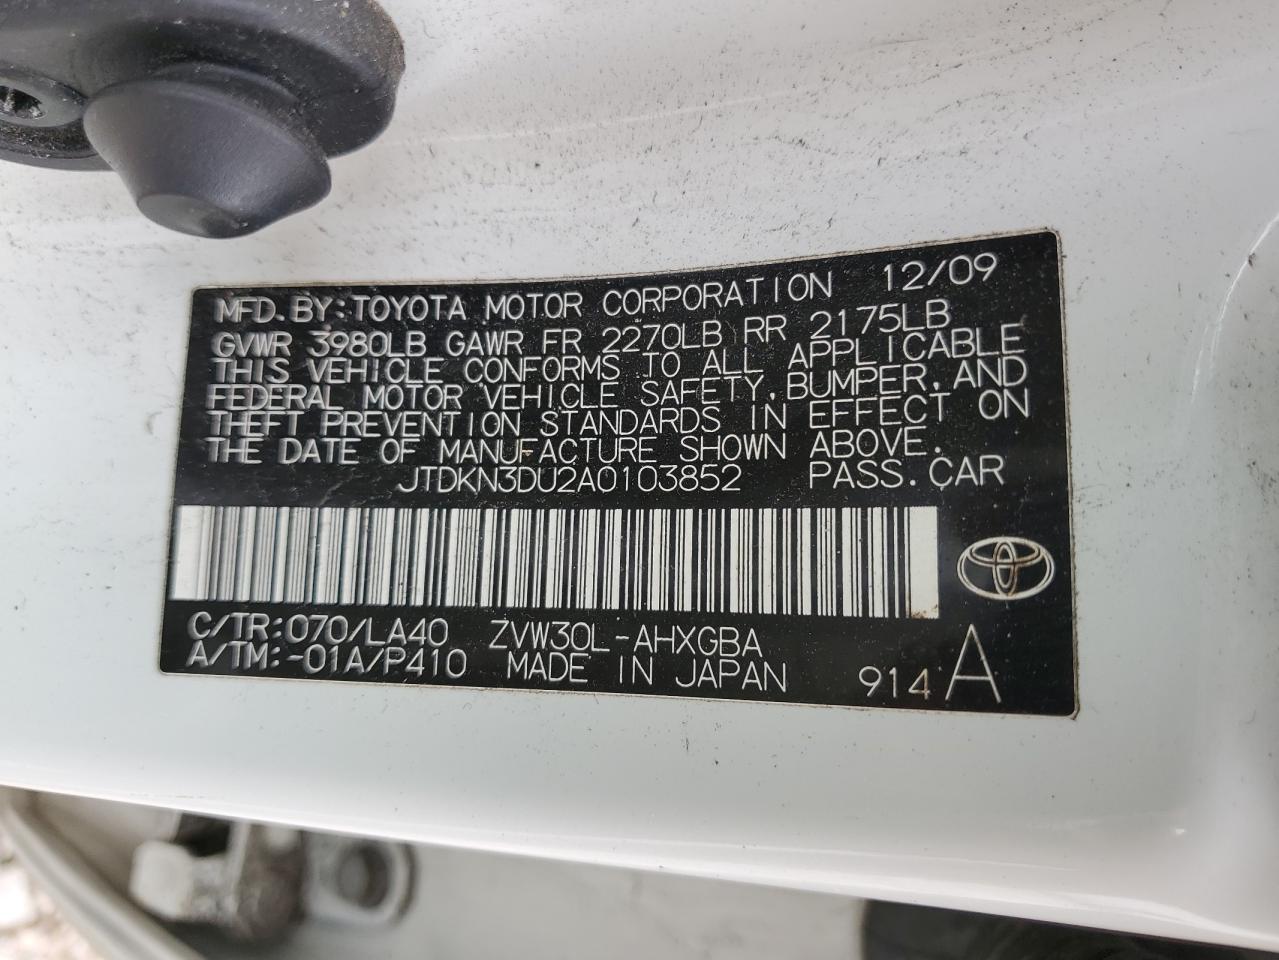 MFD. BY: TOYOTA MOTOR CORPORATION 12/09
GVWR 3980LB GAWR FR 2270LB RR 2175LB
THIS VEHICLE CONFORMS TO ALL APPLICABLE
FEDERAL MOTOR VEHICLE SAFETY, BUMPER, AND
THEFT PREVENTION STANDARDS IN EFFECT ON
THE DATE OF MANUFACTURE SHOWN ABOVE.
JTDKN3DU2A0103852 PASS. CAR
C/TR: 070/LA40 ZVW30L-AHXGBA
A/TM: -01A/P410 MADE IN JAPAN 914 A